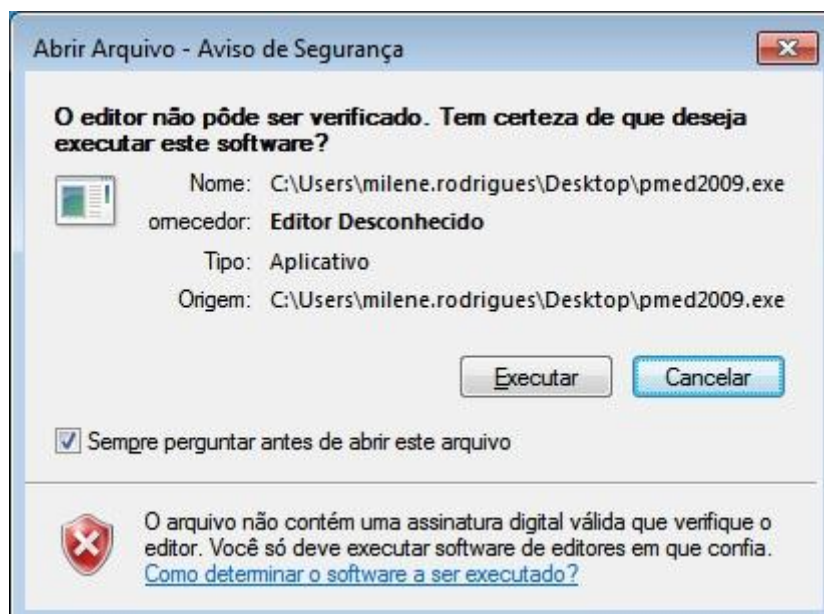 Abrir Arquivo - Aviso de Segurança
O editor não pôde ser verificado. Tem certeza de que deseja
executar este software?
Nome: C:\Users\milene.rodrigues\Desktop\pmed2009.exe
ornecedor: Editor Desconhecido
Tipo: Aplicativo
Origem: C:\Users\milene.rodrigues\Desktop\pmed2009.exe
Executar Cancelar
Sempre perguntar antes de abrir este arquivo
O arquivo não contém uma assinatura digital válida que verifique o
editor. Você só deve executar software de editores em que confia.
Como determinar o software a ser executado?